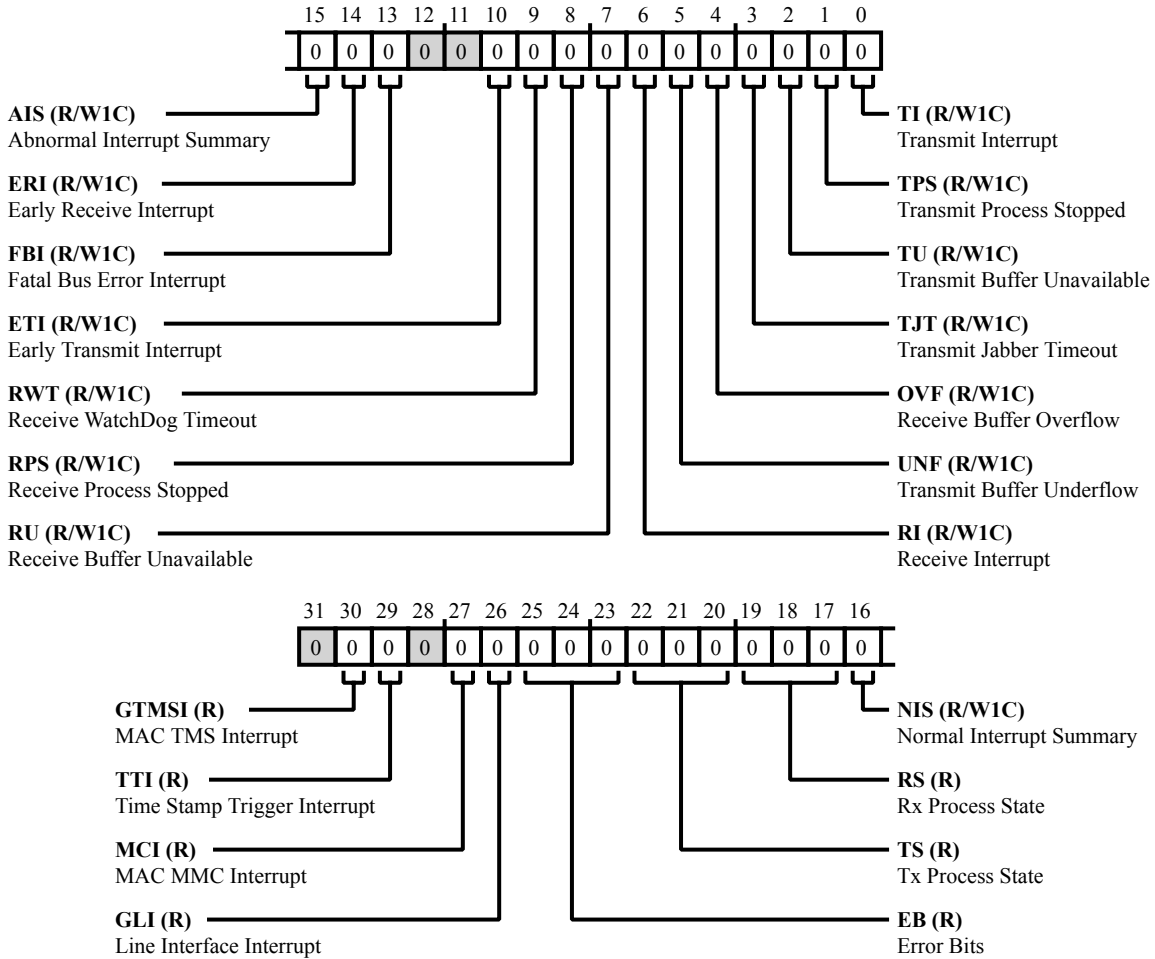 15 14 13 12 11 10 9 8 7 6 5 4 3 2 1 0
0 0 0 0 0 0 0 0 0 0 0 0 0 0 0 0
AIS (R/W1C)
Abnormal Interrupt Summary
ERI (R/W1C)
Early Receive Interrupt
FBI (R/W1C)
Fatal Bus Error Interrupt
ETI (R/W1C)
Early Transmit Interrupt
RWT (R/W1C)
Receive WatchDog Timeout
RPS (R/W1C)
Receive Process Stopped
RU (R/W1C)
Receive Buffer Unavailable
TI (R/W1C)
Transmit Interrupt
TPS (R/W1C)
Transmit Process Stopped
TU (R/W1C)
Transmit Buffer Unavailable
TJT (R/W1C)
Transmit Jabber Timeout
OVF (R/W1C)
Receive Buffer Overflow
UNF (R/W1C)
Transmit Buffer Underflow
RI (R/W1C)
Receive Interrupt
31 30 29 28 27 26 25 24 23 22 21 20 19 18 17 16
0 0 0 0 0 0 0 0 0 0 0 0 0 0 0 0
GTMSI (R)
MAC TMS Interrupt
TTI (R)
Time Stamp Trigger Interrupt
MCI (R)
MAC MMC Interrupt
GLI (R)
Line Interface Interrupt
NIS (R/W1C)
Normal Interrupt Summary
RS (R)
Rx Process State
TS (R)
Tx Process State
EB (R)
Error Bits